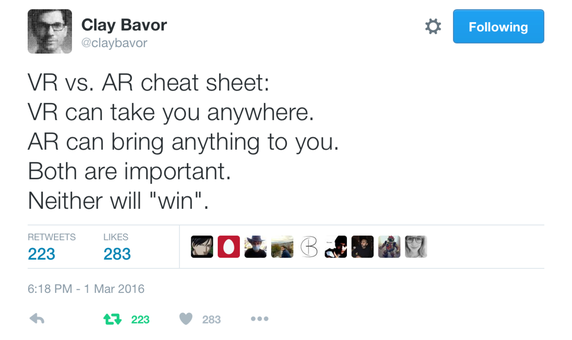 Clay Bavor
@claybavor
Following
VR vs. AR cheat sheet:
VR can take you anywhere.
AR can bring anything to you.
Both are important.
Neither will "win".
RETWEETS
LIKES
223
283
6:18 PM - 1 Mar 2016
223
283